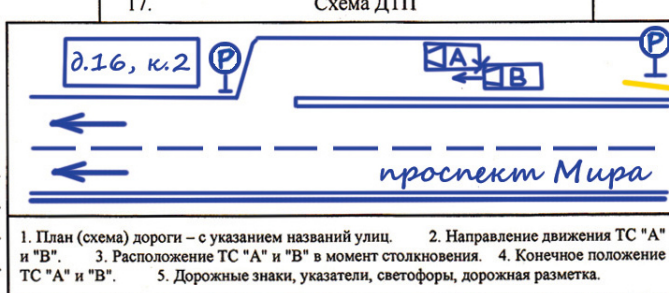 17. Схема ДТП
д.16, к.2
P
P
A
B
проспект Мира
1. План (схема) дороги – с указанием названий улиц. 2. Направление движения ТС "А"
и "В". 3. Расположение ТС "А" и "В" в момент столкновения. 4. Конечное положение
ТС "А" и "В". 5. Дорожные знаки, указатели, светофоры, дорожная разметка.